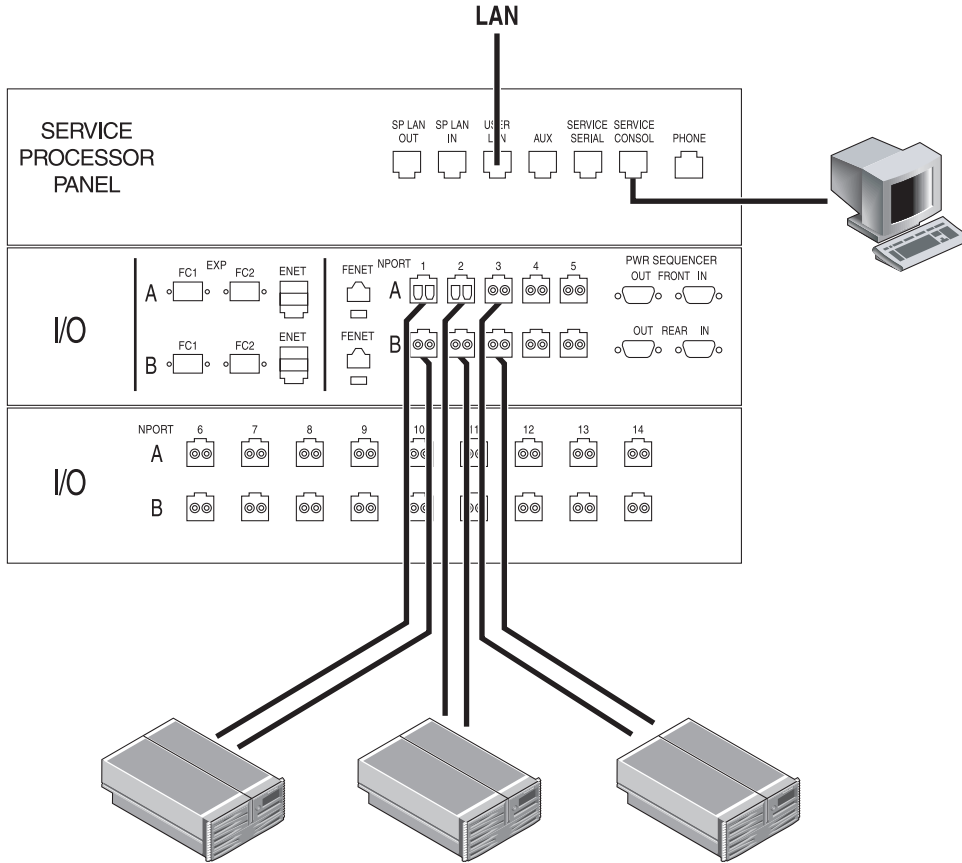 LAN
SERVICE
PROCESSOR
PANEL
SP LAN
OUT
SP LAN
IN
USER
LAN
AUX
SERVICE
SERIAL
SERVICE
CONSOL
PHONE
I/O
EXP
FC1
FC2
ENET
A
FC1
FC2
ENET
B
FENET
FENET
NPORT
1
2
3
4
5
A
B
PWR SEQUENCER
OUT FRONT IN
OUT REAR IN
I/O
NPORT
6
7
8
9
10
11
12
13
14
A
B